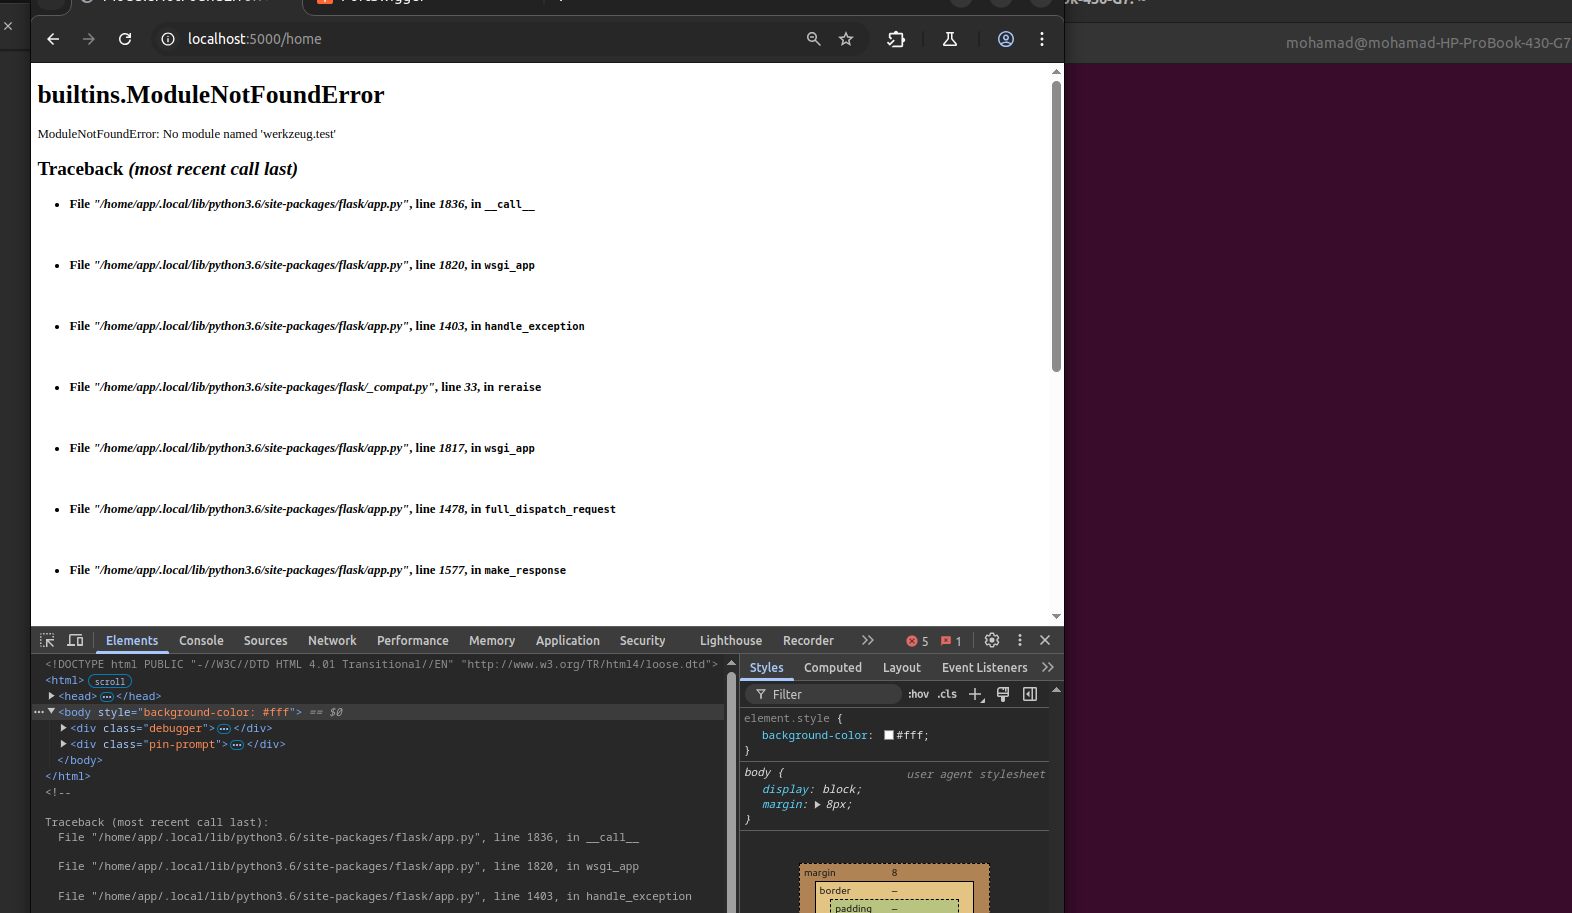 localhost:5000/home
mohamad@mohamad-HP-ProBook-430-G7
builtins.ModuleNotFoundError
ModuleNotFoundError: No module named 'werkzeug.test'
Traceback (most recent call last)
File "/home/app/.local/lib/python3.6/site-packages/flask/app.py", line 1836, in __call__
File "/home/app/.local/lib/python3.6/site-packages/flask/app.py", line 1820, in wsgi_app
File "/home/app/.local/lib/python3.6/site-packages/flask/app.py", line 1403, in handle_exception
File "/home/app/.local/lib/python3.6/site-packages/flask/_compat.py", line 33, in reraise
File "/home/app/.local/lib/python3.6/site-packages/flask/app.py", line 1817, in wsgi_app
File "/home/app/.local/lib/python3.6/site-packages/flask/app.py", line 1478, in full_dispatch_request
File "/home/app/.local/lib/python3.6/site-packages/flask/app.py", line 1577, in make_response
Elements Console Sources Network Performance Memory Application Security Lighthouse Recorder 5 1
<!DOCTYPE html PUBLIC "-//W3C//DTD HTML 4.01 Transitional//EN" "http://www.w3.org/TR/html4/loose.dtd">
<html> scroll
<head> … </head>
<body style="background-color: #fff"> == $0
<div class="debugger"> … </div>
<div class="pin-prompt"> … </div>
</body>
</html>
<!--
Traceback (most recent call last):
File "/home/app/.local/lib/python3.6/site-packages/flask/app.py", line 1836, in __call__
File "/home/app/.local/lib/python3.6/site-packages/flask/app.py", line 1820, in wsgi_app
File "/home/app/.local/lib/python3.6/site-packages/flask/app.py", line 1403, in handle_exception
Styles Computed Layout Event Listeners
Filter :hov .cls
element.style {
background-color: #fff;
}
body { user agent stylesheet
display: block;
margin: 8px;
}
margin 8
border –
padding –